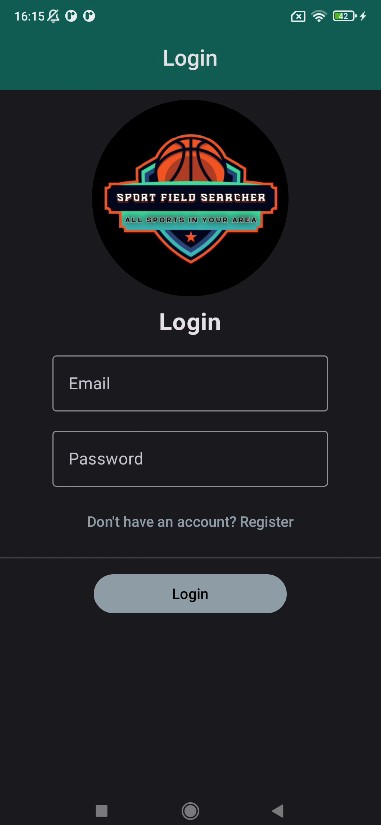 16:15
42
Login
SPORT FIELD SEARCHER
ALL SPORTS IN YOUR AREA
Login
Email
Password
Don't have an account? Register
Login